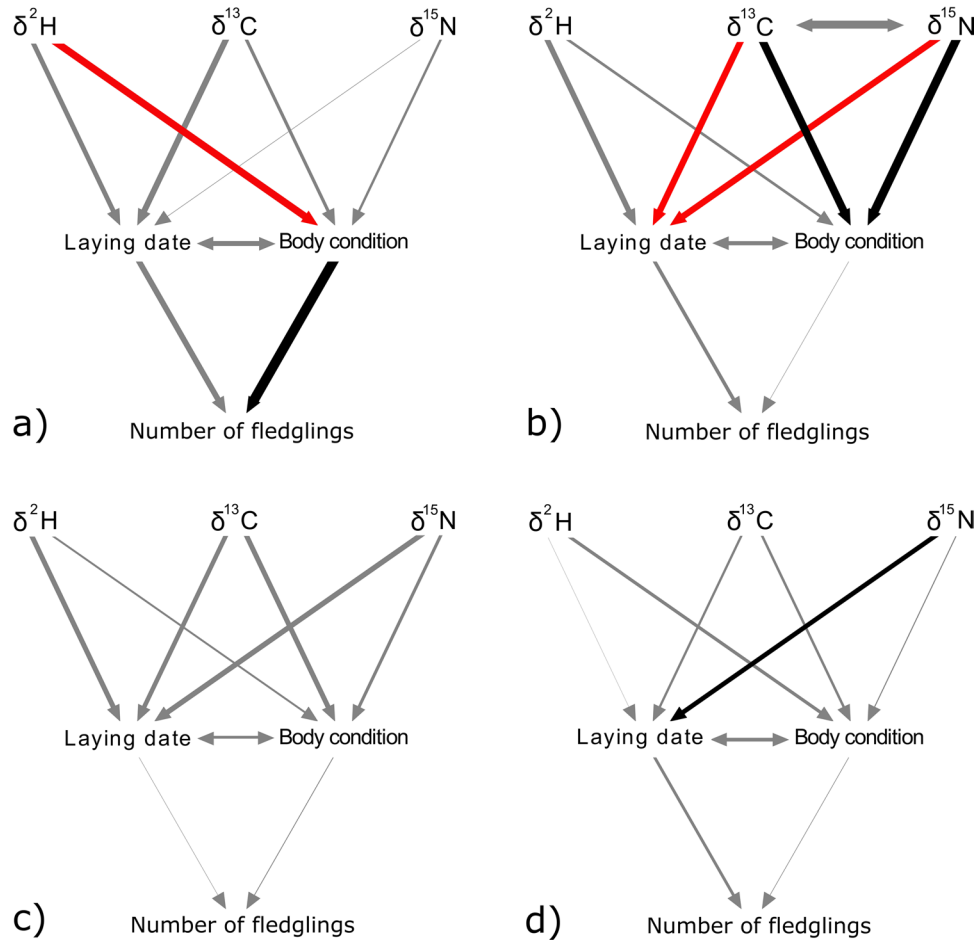 δ²H δ¹³C δ¹⁵N
Laying date Body condition
Number of fledglings
a)
δ²H δ¹³C δ¹⁵N
Laying date Body condition
Number of fledglings
b)
δ²H δ¹³C δ¹⁵N
Laying date Body condition
Number of fledglings
c)
δ²H δ¹³C δ¹⁵N
Laying date Body condition
Number of fledglings
d)